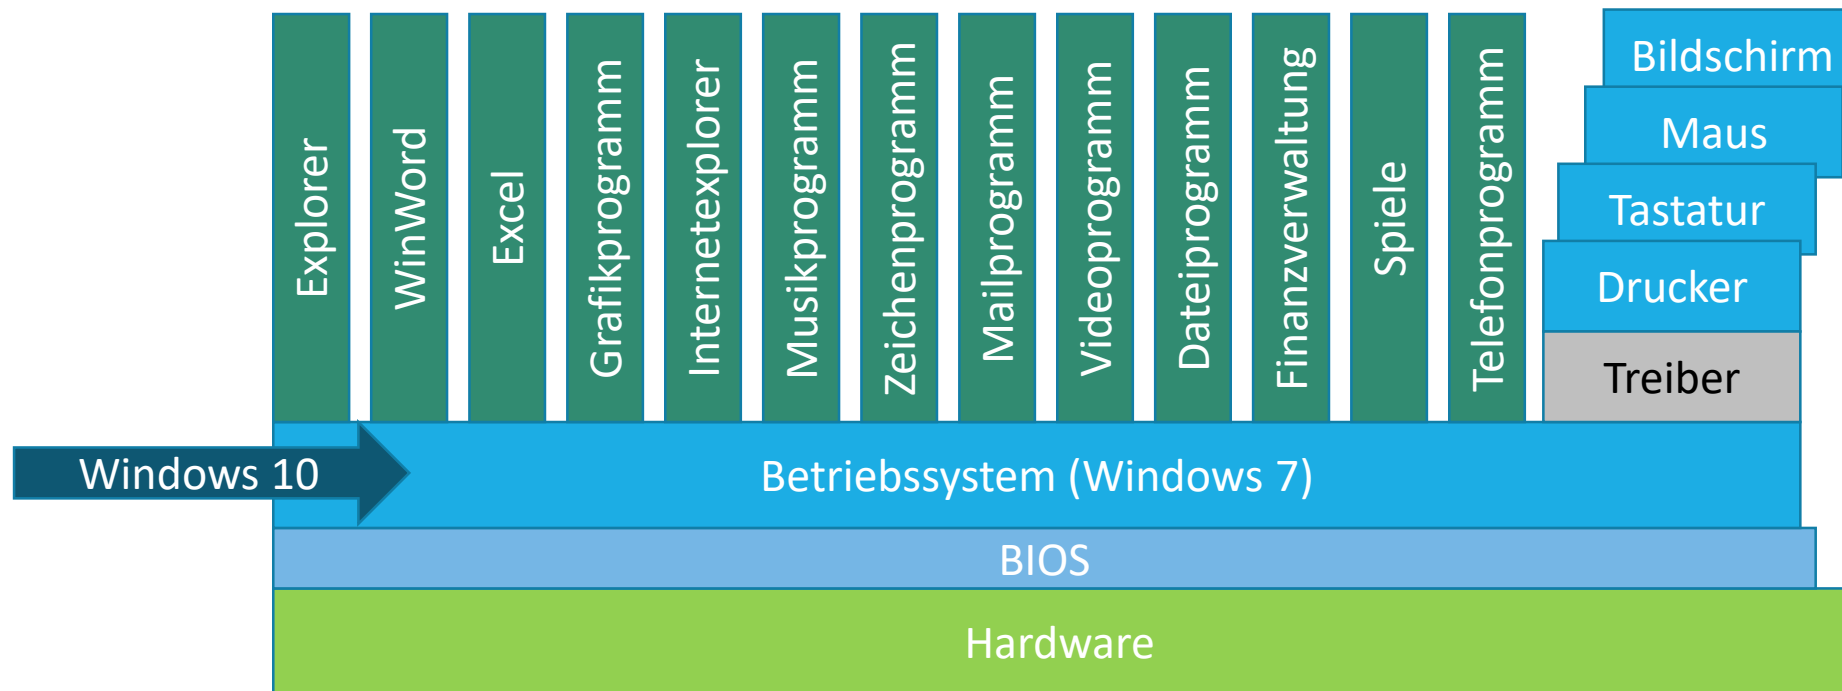 Explorer
WinWord
Excel
Grafikprogramm
Internetexplorer
Musikprogramm
Zeichenprogramm
Mailprogramm
Videoprogramm
Dateiprogramm
Finanzverwaltung
Spiele
Telefonprogramm
Bildschirm
Maus
Tastatur
Drucker
Treiber
Windows 10
Betriebssystem (Windows 7)
BIOS
Hardware